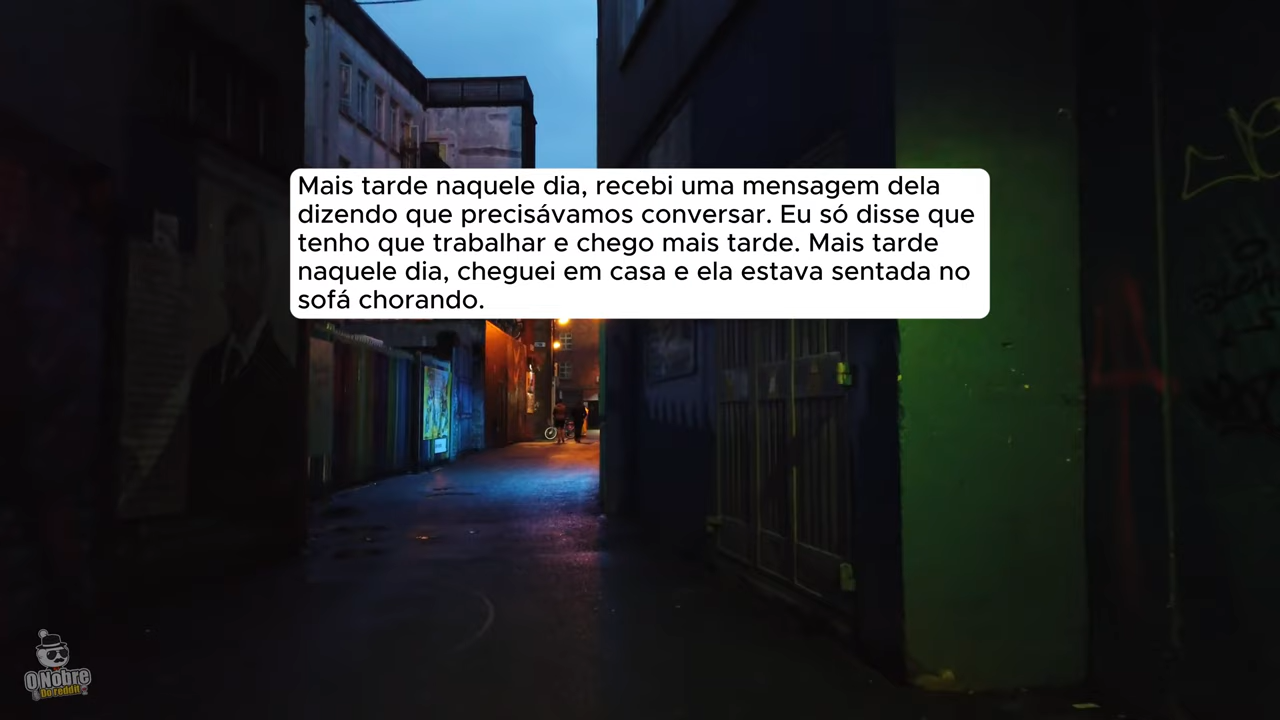 Mais tarde naquele dia, recebi uma mensagem dela
dizendo que precisávamos conversar. Eu só disse que
tenho que trabalhar e chego mais tarde. Mais tarde
naquele dia, cheguei em casa e ela estava sentada no
sofá chorando.
O Nobre
Do reddit